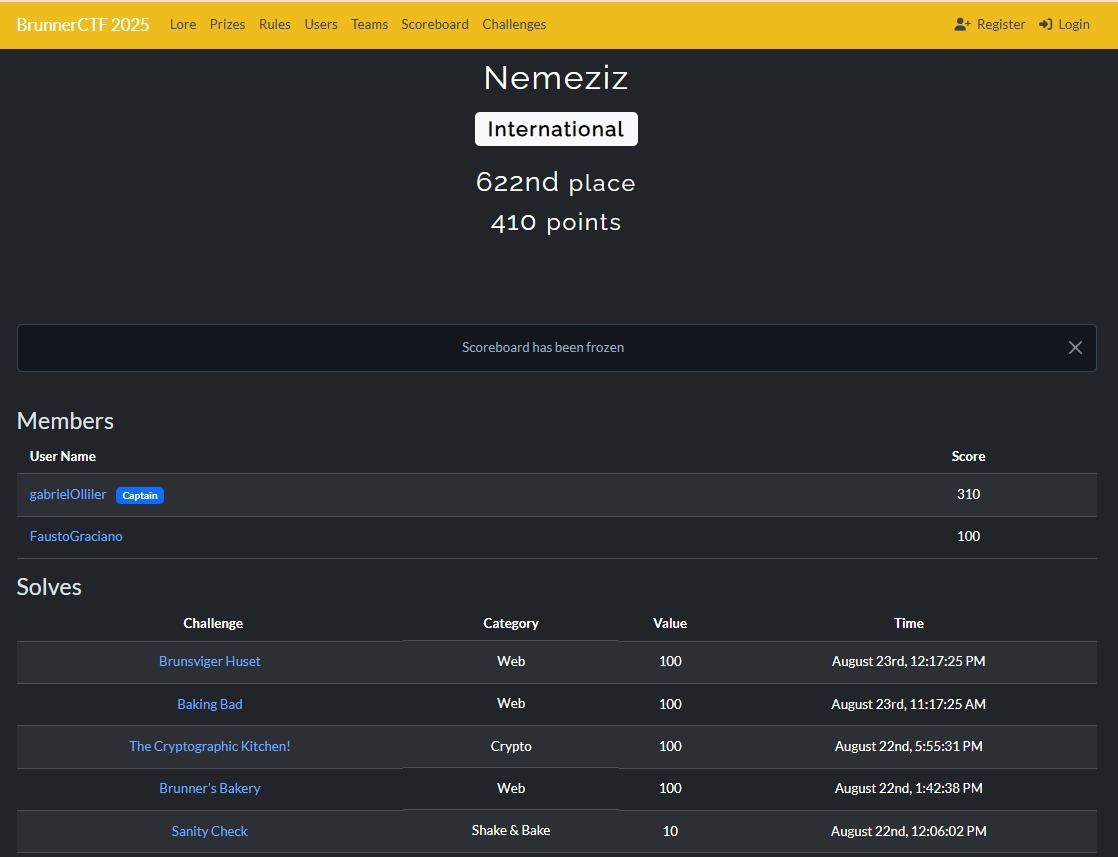 BrunnerCTF 2025 Lore Prizes Rules Users Teams Scoreboard Challenges Register Login
Nemeziz
International
622nd place
410 points
Scoreboard has been frozen
Members
User Name Score
gabrielOlliler Captain 310
FaustoGraciano 100
Solves
Challenge Category Value Time
Brunsviger Huset Web 100 August 23rd, 12:17:25 PM
Baking Bad Web 100 August 23rd, 11:17:25 AM
The Cryptographic Kitchen! Crypto 100 August 22nd, 5:55:31 PM
Brunner's Bakery Web 100 August 22nd, 1:42:38 PM
Sanity Check Shake & Bake 10 August 22nd, 12:06:02 PM